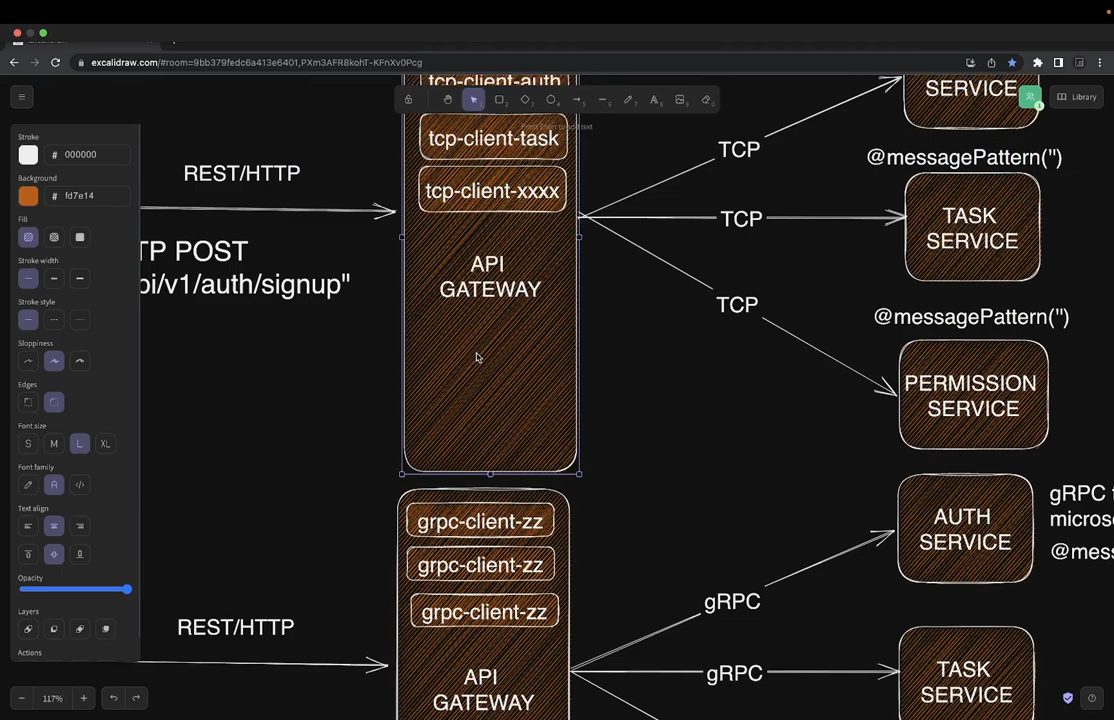 excalidraw.com/#room=9bb379fedc6a413e6401,PXm3AFR8kohT-KFnXv0Pcg
Library
Stroke
# 000000
Background
# fd7e14
Fill
Stroke width
Stroke style
Sloppiness
Edges
Font size
S M L XL
Font family
Text align
Opacity
Layers
Actions
117%
tcp-client-auth
tcp-client-task
tcp-client-xxxx
API
GATEWAY
REST/HTTP
TP POST
pi/v1/auth/signup"
TCP
TCP
TCP
SERVICE
@messagePattern('')
TASK
SERVICE
@messagePattern('')
PERMISSION
SERVICE
grpc-client-zz
grpc-client-zz
grpc-client-zz
API
GATEWAY
REST/HTTP
gRPC
gRPC
AUTH
SERVICE
gRPC
micros
@mess
TASK
SERVICE